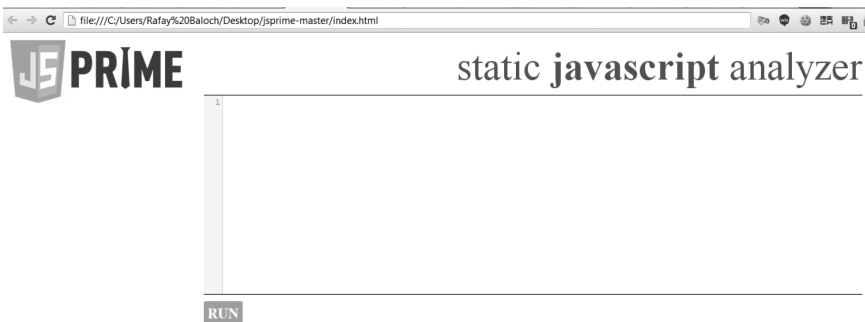 file:///C:/Users/Rafay%20Baloch/Desktop/jsprime-master/index.html
JS PRIME
static javascript analyzer
1
RUN